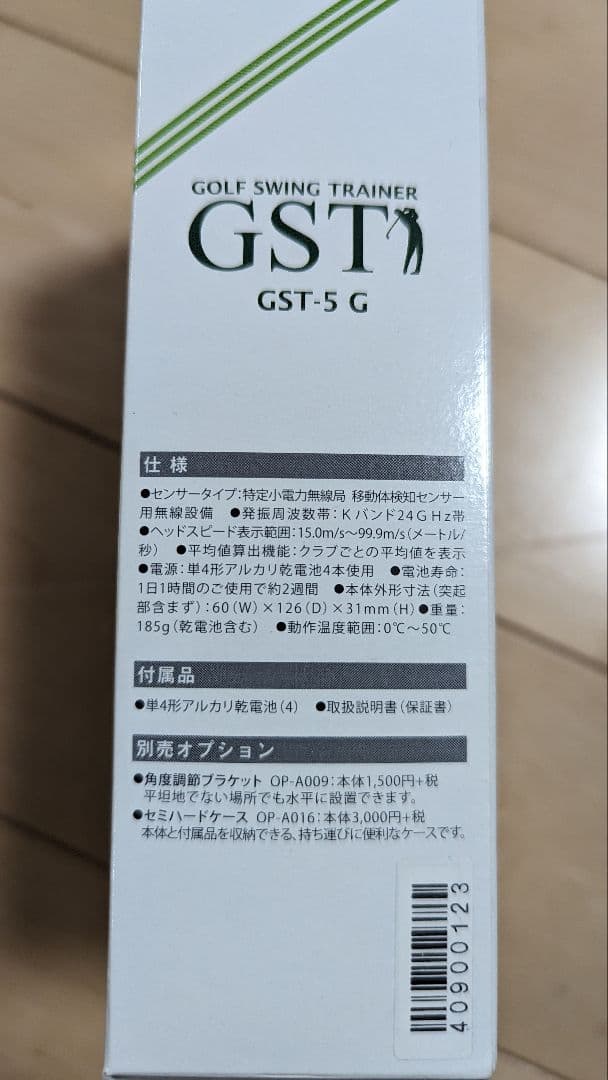 GOLF SWING TRAINER
GST
GST-5 G
仕様
●センサータイプ：特定小電力無線局 移動体検知センサー
用無線設備 ●発振周波数帯：Kバンド24GHz帯
●ヘッドスピード表示範囲：15.0m/s〜99.9m/s（メートル/
秒） ●平均値算出機能：クラブごとの平均値を表示
●電源：単4形アルカリ乾電池4本使用 ●電池寿命：
1日1時間のご使用で約2週間 ●本体外形寸法（突起
部含まず）：60（W）×126（D）×31mm（H）●重量：
185g（乾電池含む） ●動作温度範囲：0℃〜50℃
付属品
●単4形アルカリ乾電池（4） ●取扱説明書（保証書）
別売オプション
●角度調節ブラケット OP-A009：本体1,500円+税
平坦地でない場所でも水平に設置できます。
●セミハードケース OP-A016：本体3,000円+税
本体と付属品を収納できる、持ち運びに便利なケースです。
40900123